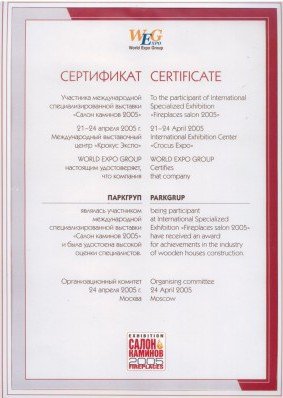 WEG
EXPO
World Expo Group
СЕРТИФИКАТ CERTIFICATE
Участника международной
специализированной выставки
«Салон каминов 2005»
To the participant of International
Specialized Exhibition
«Fireplaces salon 2005»
21–24 апреля 2005 г.
Международный выставочный
центр «Крокус Экспо»
21–24 April 2005
International Exhibition Center
«Crocus Expo»
WORLD EXPO GROUP
настоящим удостоверяет,
что компания
WORLD EXPO GROUP
Certifies
that company
ПАРКГРУП PARKGRUP
являлась участником
международной
специализированной выставки
«Салон каминов 2005»
и была удостоена высокой
оценки специалистов.
being participant
at International Specialized
Exhibition «Fireplaces salon 2005»
have received an award
for achievements in the industry
of wooden houses construction.
Организационный комитет
24 апреля 2005 г.
Москва
Organising committee
24 April 2005
Moscow
EXHIBITION
САЛОН
КАМИНОВ
2005
FIREPLACES